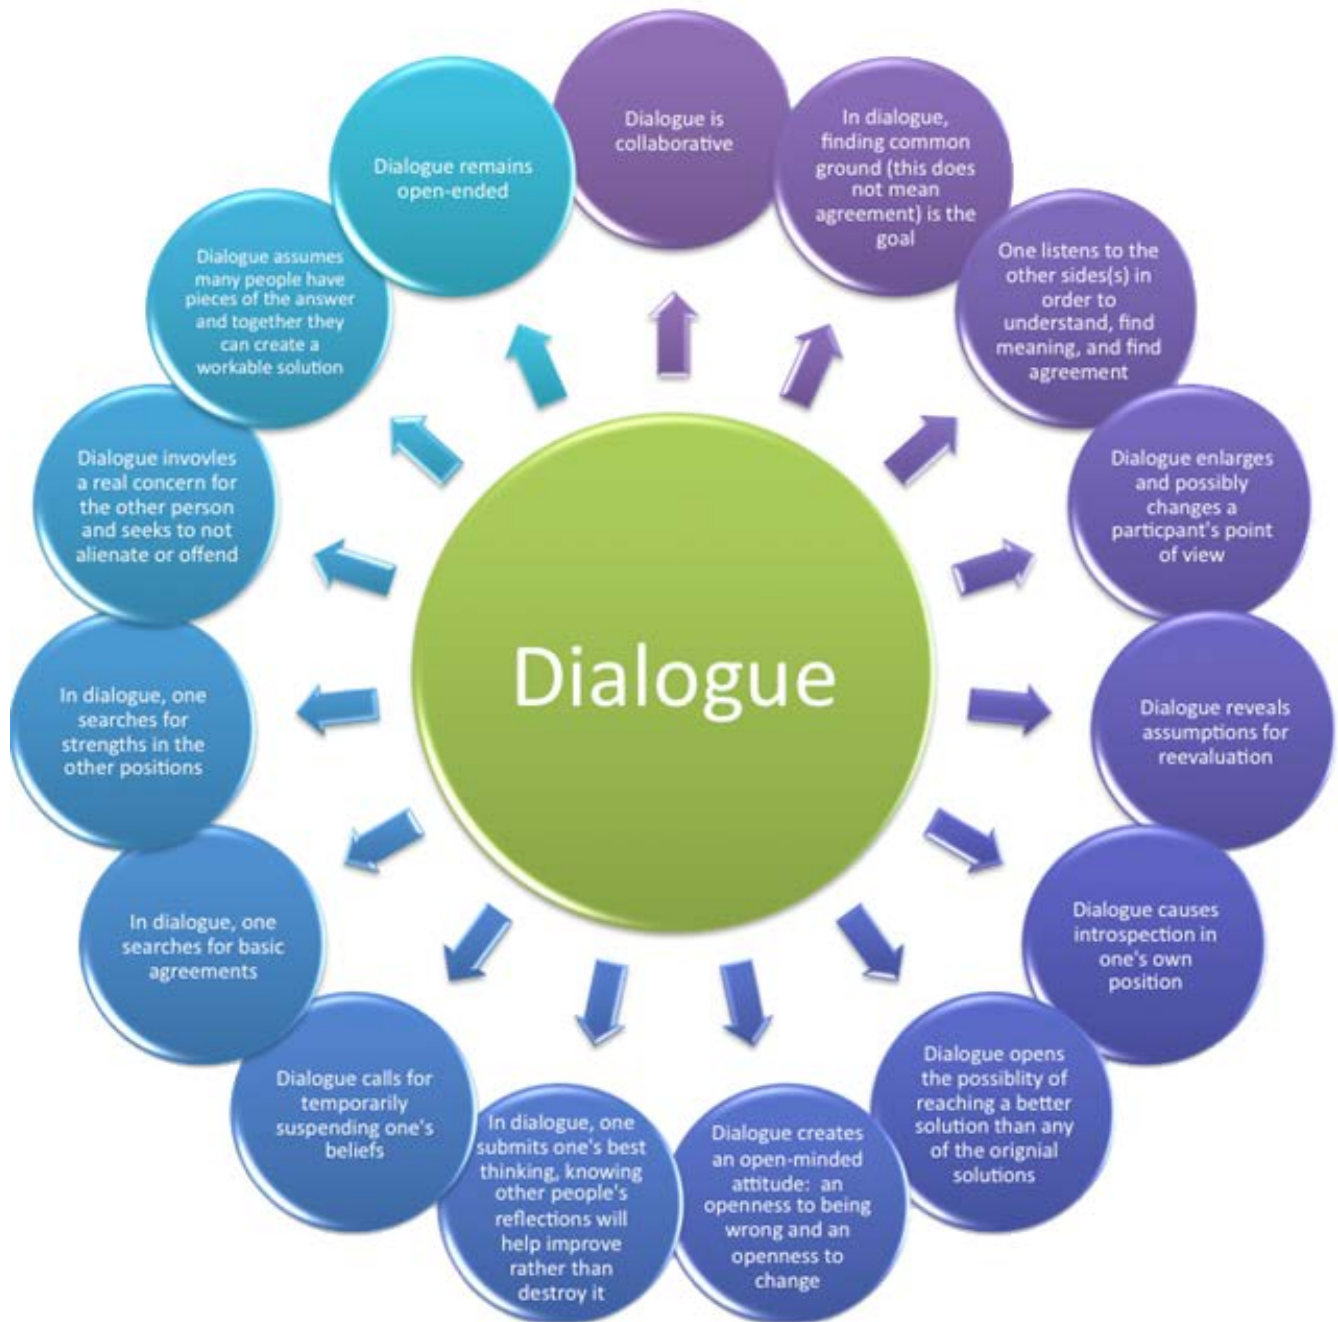 Dialogue
Dialogue is
collaborative
In dialogue,
finding common
ground (this does
not mean
agreement) is the
goal
One listens to the
other sides(s) in
order to
understand, find
meaning, and find
agreement
Dialogue enlarges
and possibly
changes a
particpant's point
of view
Dialogue reveals
assumptions for
reevaluation
Dialogue causes
introspection in
one's own
position
Dialogue opens
the possiblity of
reaching a better
solution than any
of the orignial
solutions
Dialogue creates
an open-minded
attitude: an
openness to being
wrong and an
openness to
change
In dialogue, one
submits one's best
thinking, knowing
other people's
reflections will
help improve
rather than
destroy it
Dialogue calls for
temporarily
suspending one's
beliefs
In dialogue, one
searches for basic
agreements
In dialogue, one
searches for
strengths in the
other positions
Dialogue invovles
a real concern for
the other person
and seeks to not
alienate or offend
Dialogue assumes
many people have
pieces of the answer
and together they
can create a
workable solution
Dialogue remains
open-ended